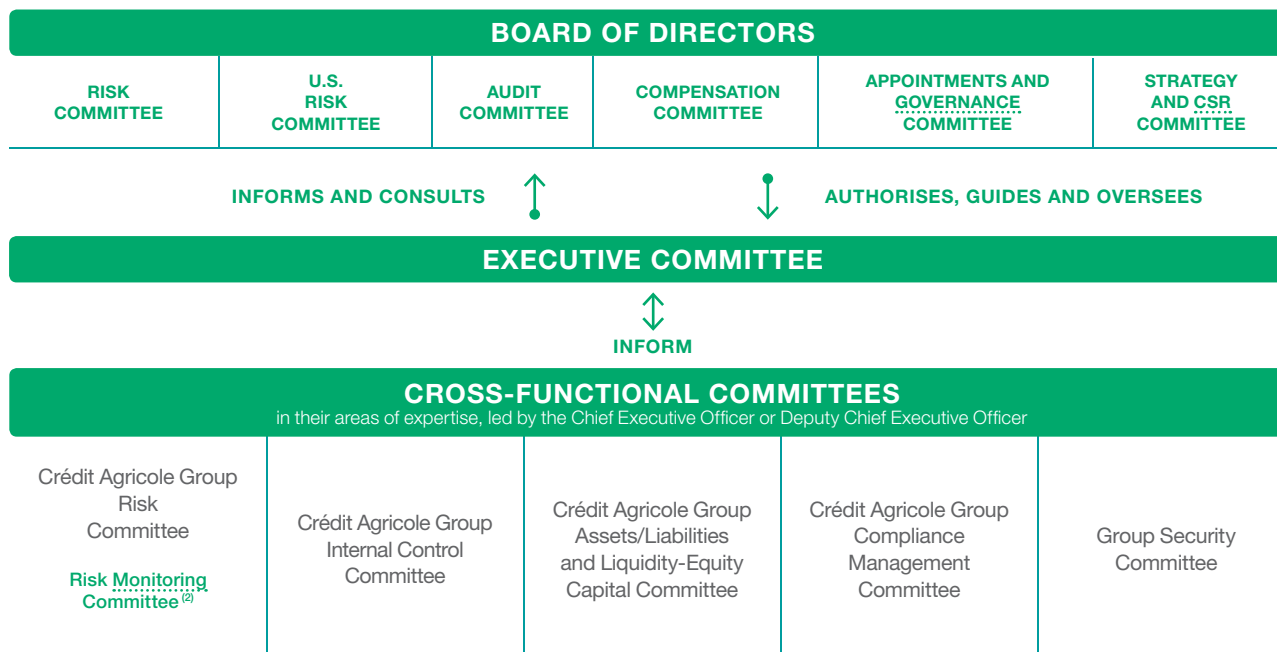 BOARD OF DIRECTORS
RISK
COMMITTEE
U.S.
RISK
COMMITTEE
AUDIT
COMMITTEE
COMPENSATION
COMMITTEE
APPOINTMENTS AND
GOVERNANCE
COMMITTEE
STRATEGY
AND CSR
COMMITTEE
INFORMS AND CONSULTS
AUTHORISES, GUIDES AND OVERSEES
EXECUTIVE COMMITTEE
INFORM
CROSS-FUNCTIONAL COMMITTEES
in their areas of expertise, led by the Chief Executive Officer or Deputy Chief Executive Officer
Crédit Agricole Group
Risk
Committee
Risk Monitoring
Committee (2)
Crédit Agricole Group
Internal Control
Committee
Crédit Agricole Group
Assets/Liabilities
and Liquidity-Equity
Capital Committee
Crédit Agricole Group
Compliance
Management
Committee
Group Security
Committee